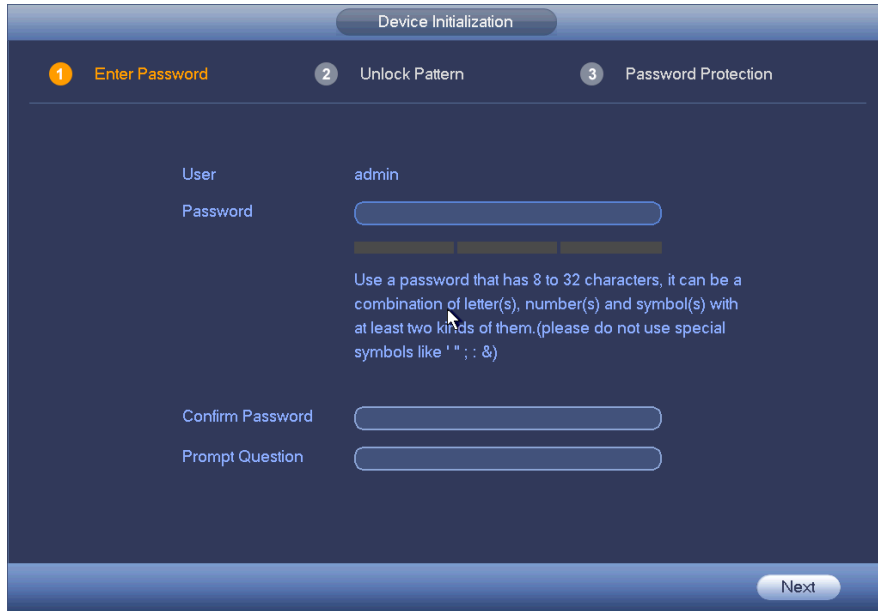 Device Initialization
1 Enter Password 2 Unlock Pattern 3 Password Protection
User admin
Password
Use a password that has 8 to 32 characters, it can be a
combination of letter(s), number(s) and symbol(s) with
at least two kinds of them.(please do not use special
symbols like ' " ; : &)
Confirm Password
Prompt Question
Next